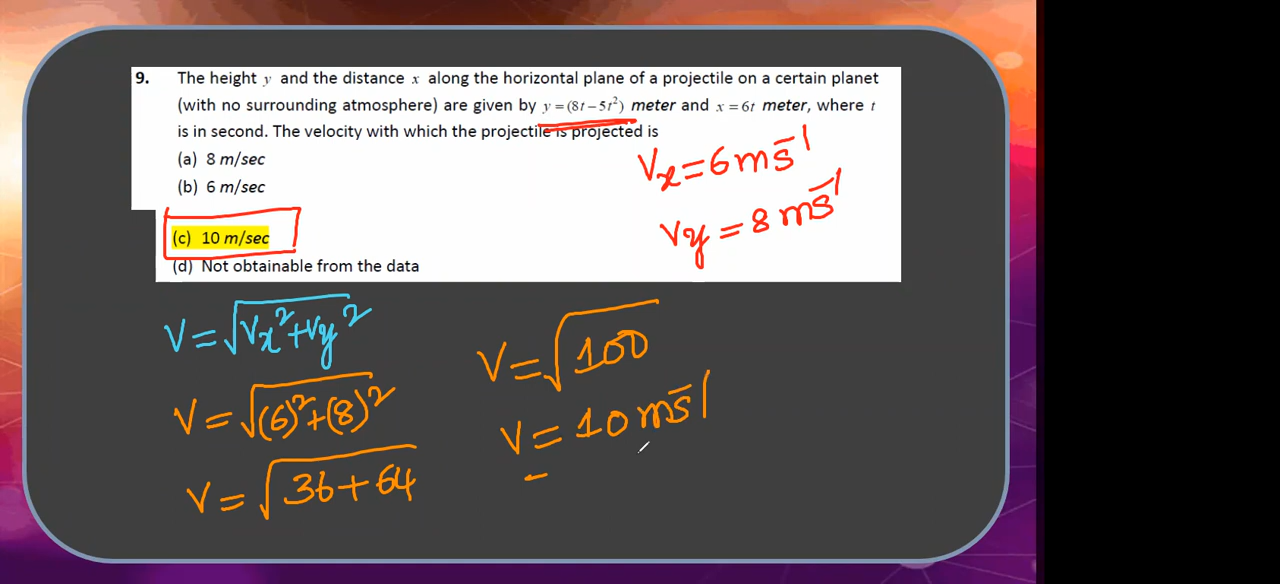 9. The height y and the distance x along the horizontal plane of a projectile on a certain planet
(with no surrounding atmosphere) are given by y = (8t – 5t²) meter and x = 6t meter, where t
is in second. The velocity with which the projectile is projected is
(a) 8 m/sec
(b) 6 m/sec
(c) 10 m/sec
(d) Not obtainable from the data
Vx = 6 ms⁻¹
Vy = 8 ms⁻¹
V = √(Vx² + Vy²)
V = √((6)² + (8)²)
V = √(36 + 64)
V = √100
V = 10 ms⁻¹